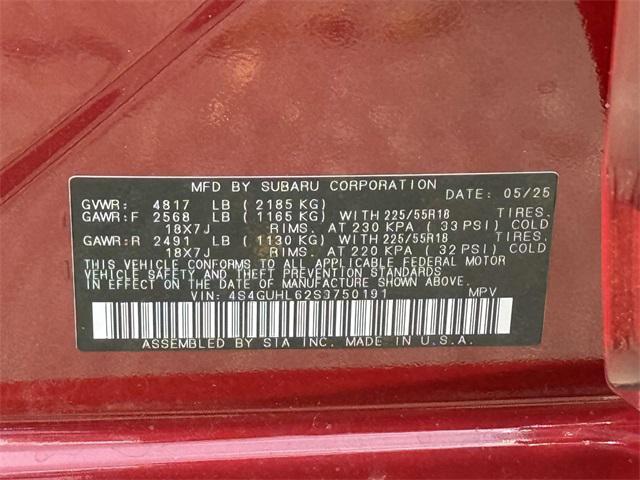 MFD BY SUBARU CORPORATION DATE: 05/25
GVWR: 4817 LB (2185 KG)
GAWR:F 2568 LB (1165 KG) WITH 225/55R18 TIRES.
18X7J RIMS. AT 230 KPA (33 PSI) COLD
GAWR:R 2491 LB (1130 KG) WITH 225/55R18 TIRES.
18X7J RIMS. AT 220 KPA (32 PSI) COLD
THIS VEHICLE CONFORMS TO ALL APPLICABLE FEDERAL MOTOR
VEHICLE SAFETY AND THEFT PREVENTION STANDARDS
IN EFFECT ON THE DATE OF MANUFACTURE SHOWN ABOVE.
VIN: 4S4GUHL62S3750191 MPV
ASSEMBLED BY SIA INC. MADE IN U.S.A.